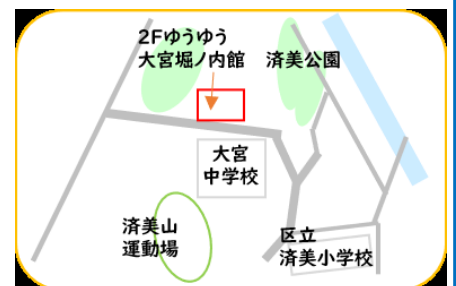 2Fゆうゆう
大宮堀ノ内館
済美公園
大宮
中学校
済美山
運動場
区立
済美小学校